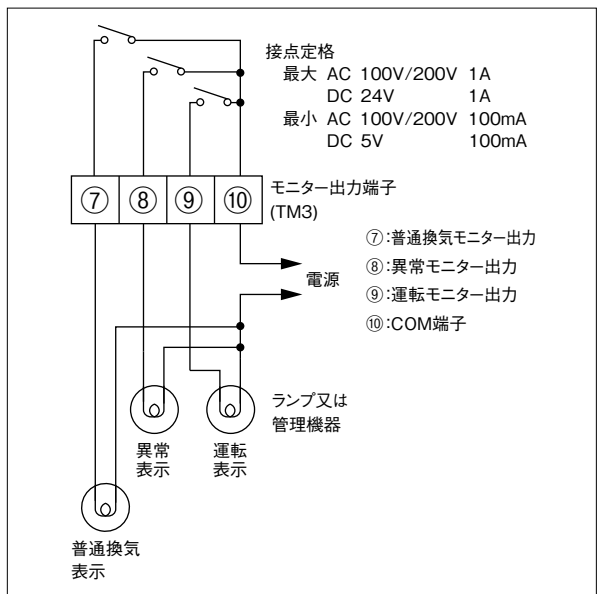 接点定格
最大 AC 100V/200V 1A
DC 24V 1A
最小 AC 100V/200V 100mA
DC 5V 100mA
⑦ ⑧ ⑨ ⑩
モニター出力端子
(TM3)
⑦:普通換気モニター出力
⑧:異常モニター出力
⑨:運転モニター出力
⑩:COM端子
電源
ランプ又は
管理機器
異常
表示
運転
表示
普通換気
表示